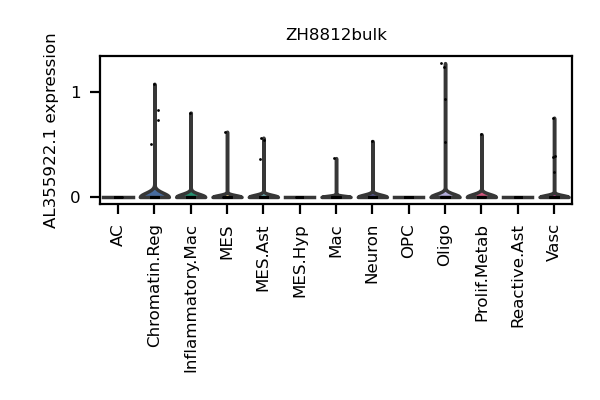 ZH8812bulk
AL355922.1 expression
1
0
AC
Chromatin.Reg
Inflammatory.Mac
MES
MES.Ast
MES.Hyp
Mac
Neuron
OPC
Oligo
Prolif.Metab
Reactive.Ast
Vasc